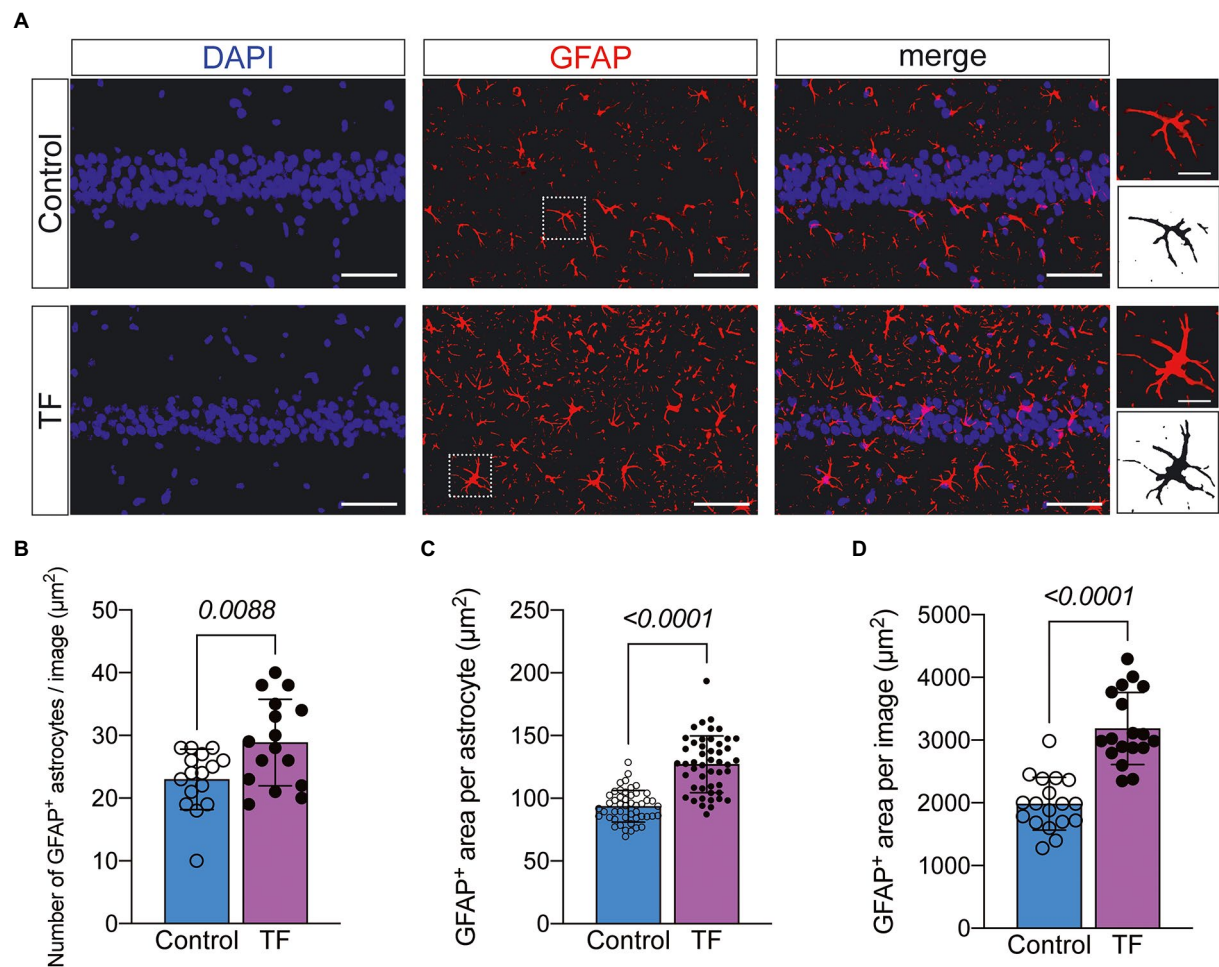 A
DAPI GFAP merge
Control
TF
B C D
Number of GFAP⁺ astrocytes / image (µm²)
50
40
30
20
10
0
0.0088
Control TF
GFAP⁺ area per astrocyte (µm²)
250
200
150
100
50
0
<0.0001
Control TF
GFAP⁺ area per image (µm²)
5000
4000
3000
2000
1000
0
<0.0001
Control TF